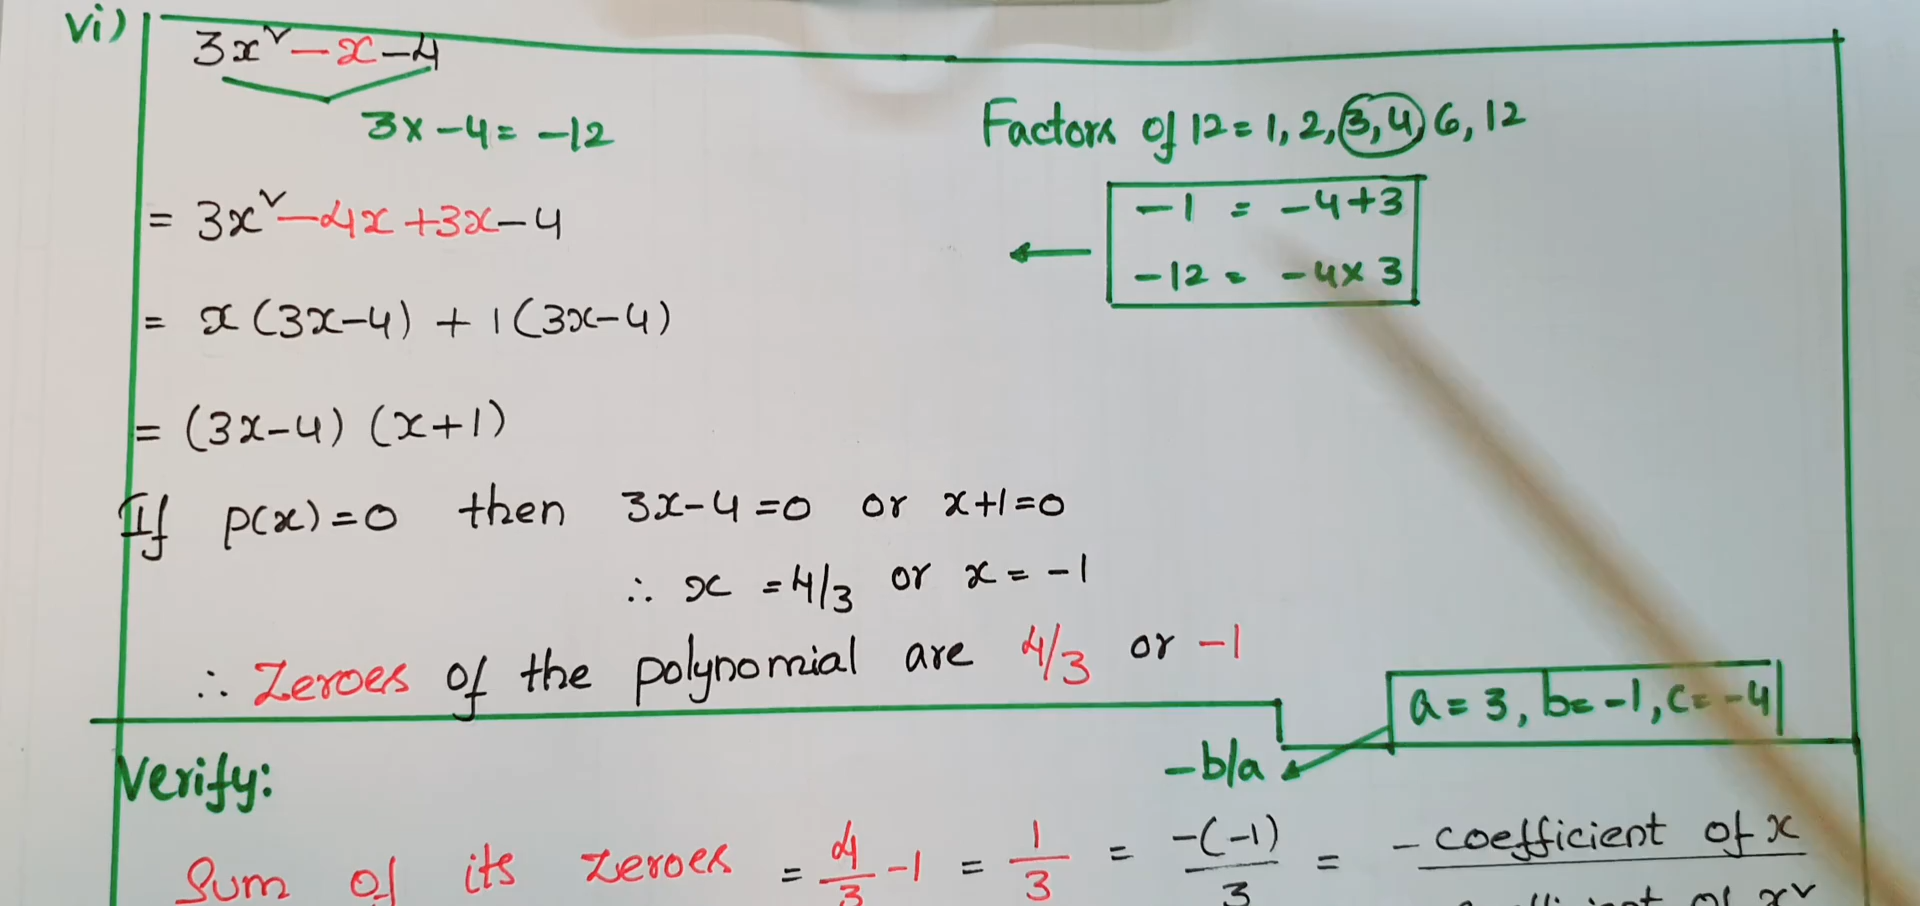 vi)
3x² - x - 4
3x - 4 = -12
Factors of 12 = 1, 2, 3, 4, 6, 12
= 3x² - 4x + 3x - 4
-1 = -4+3
-12 = -4x 3
= x (3x-4) + 1 (3x-4)
= (3x-4) (x+1)
If p(x) = 0 then 3x-4 = 0 or x+1=0
∴ x = 4/3 or x = -1
∴ Zeroes of the polynomial are 4/3 or -1
a = 3, b= -1, c= -4
Verify:
-b/a
Sum of its zeroes = 4/3 - 1 = 1/3 = -(-1)/3 = - coefficient of x /
of x²